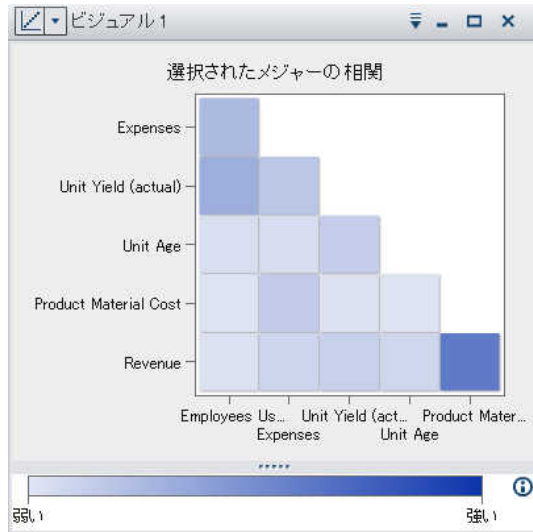 ビジュアル 1
選択されたメジャーの相関
Expenses
Unit Yield (actual)
Unit Age
Product Material Cost
Revenue
Employees Us... Unit Yield (act... Product Mater...
Expenses Unit Age
弱い 強い